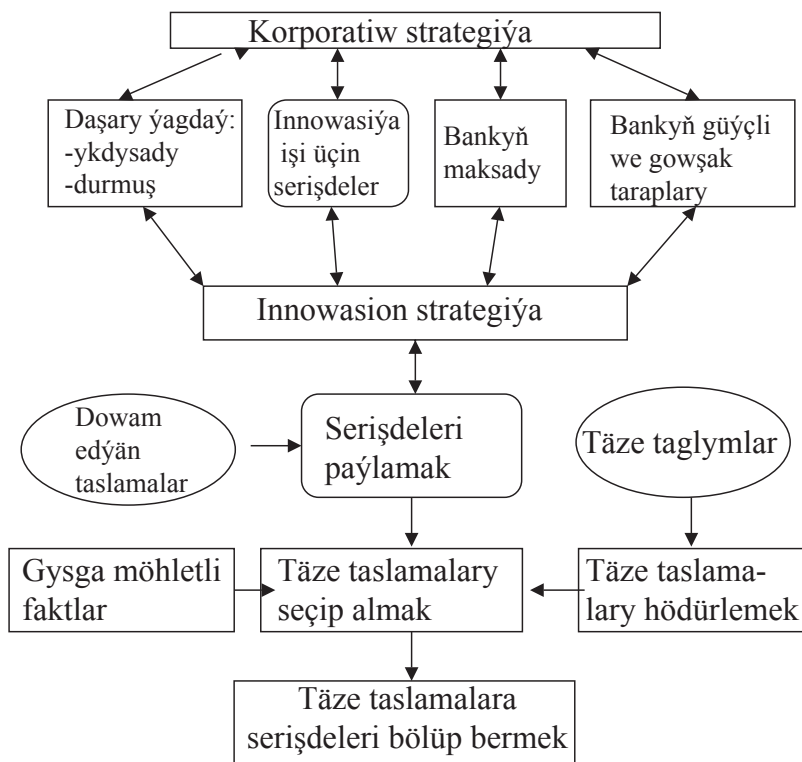 Korporatiw strategiýa
Daşary ýagdaý:
-ykdysady
-durmuş
Innowasiýa
işi üçin
serişdeler
Bankyň
maksady
Bankyň güýçli
we gowşak
taraplary
Innowasion strategiýa
Dowam
edýän
taslamalar
Serişdeleri
paýlamak
Täze taglymlar
Gysga möhletli
faktlar
Täze taslamalary
seçip almak
Täze taslama-
lary hödürlemek
Täze taslamalara
serişdeleri bölüp bermek